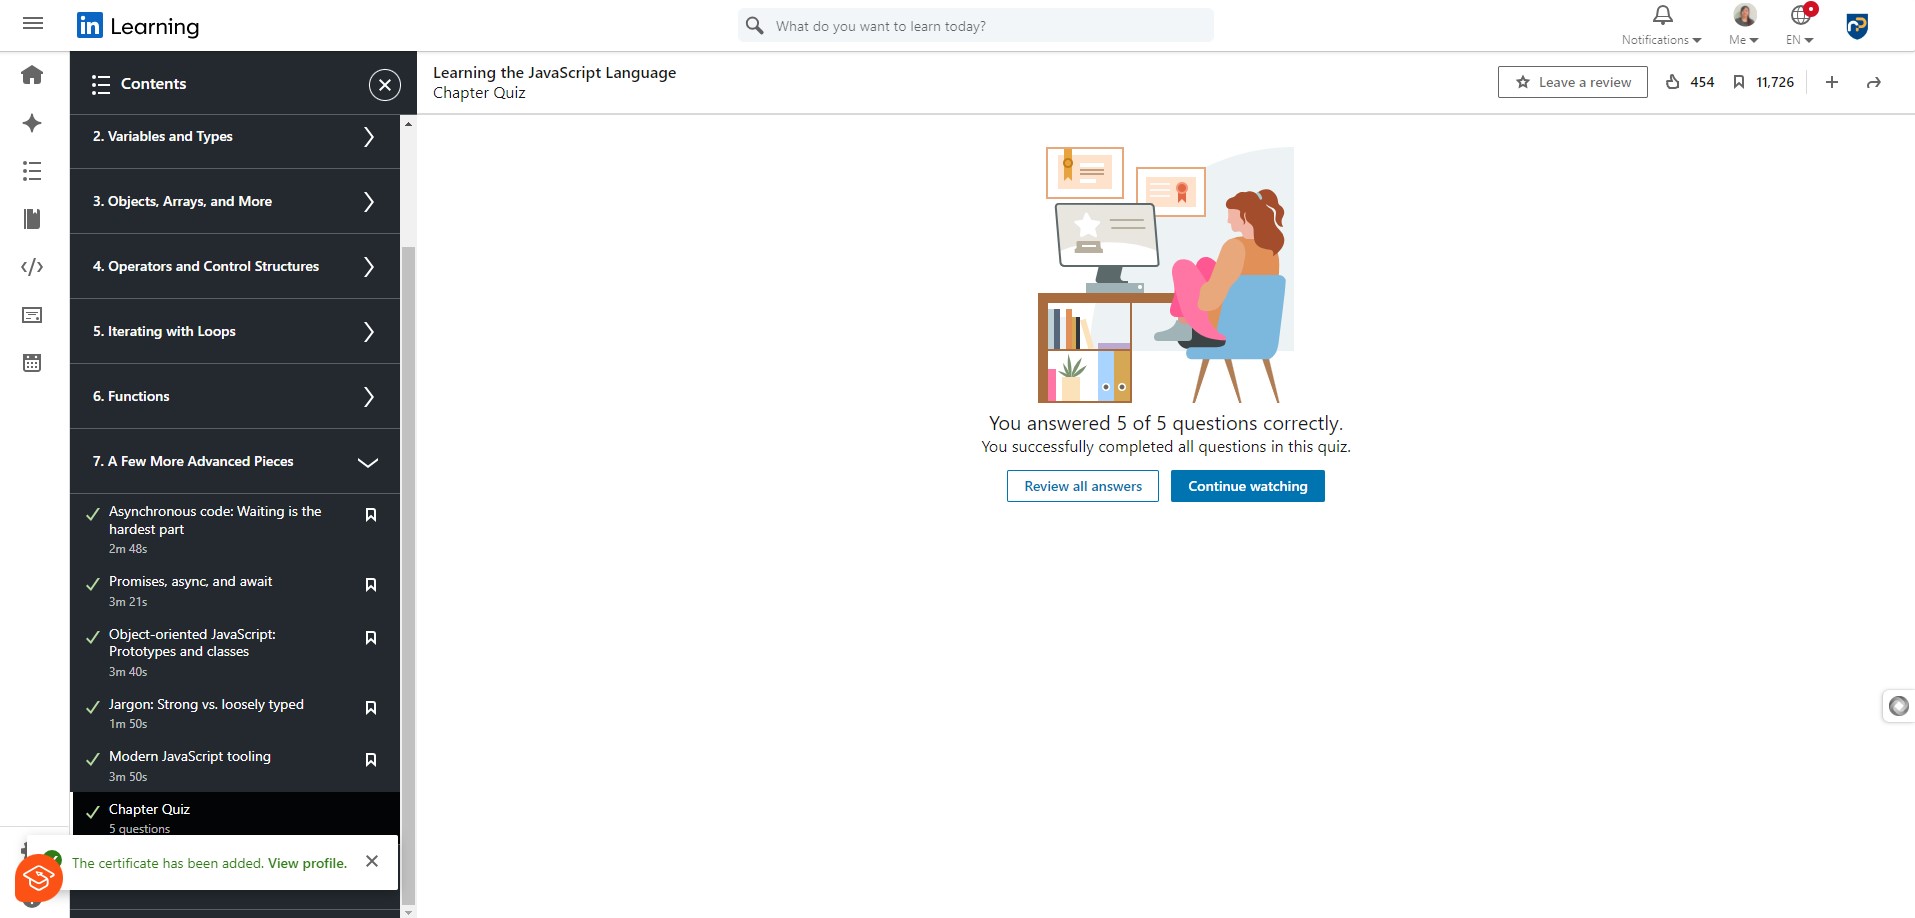 in Learning
What do you want to learn today?
Notifications
Me
EN
Contents
2. Variables and Types
3. Objects, Arrays, and More
4. Operators and Control Structures
5. Iterating with Loops
6. Functions
7. A Few More Advanced Pieces
Asynchronous code: Waiting is the
hardest part
2m 48s
Promises, async, and await
3m 21s
Object-oriented JavaScript:
Prototypes and classes
3m 40s
Jargon: Strong vs. loosely typed
1m 50s
Modern JavaScript tooling
3m 50s
Chapter Quiz
5 questions
The certificate has been added. View profile.
Learning the JavaScript Language
Chapter Quiz
Leave a review
454
11,726
You answered 5 of 5 questions correctly.
You successfully completed all questions in this quiz.
Review all answers
Continue watching